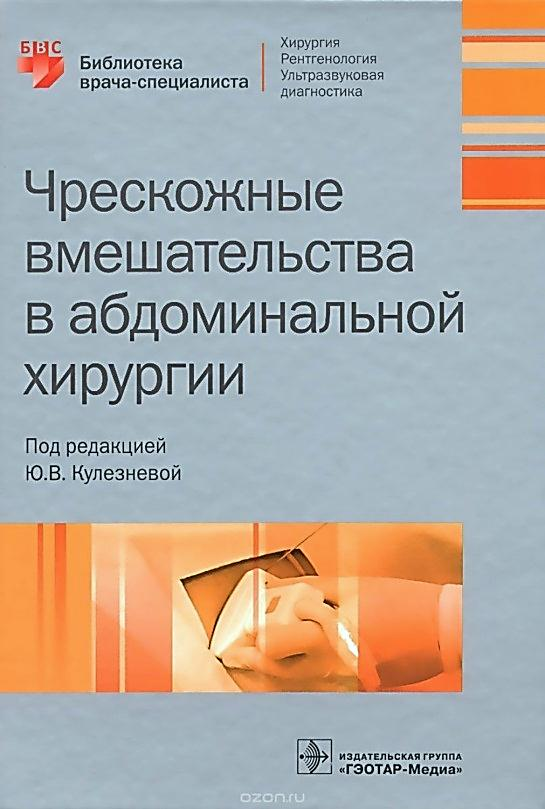 БВС
Библиотека
врача-специалиста
Хирургия
Рентгенология
Ультразвуковая
диагностика
Чрескожные
вмешательства
в абдоминальной
хирургии
Под редакцией
Ю.В. Кулезневой
ИЗДАТЕЛЬСКАЯ ГРУППА
«ГЭОТАР-Медиа»
ozon.ru